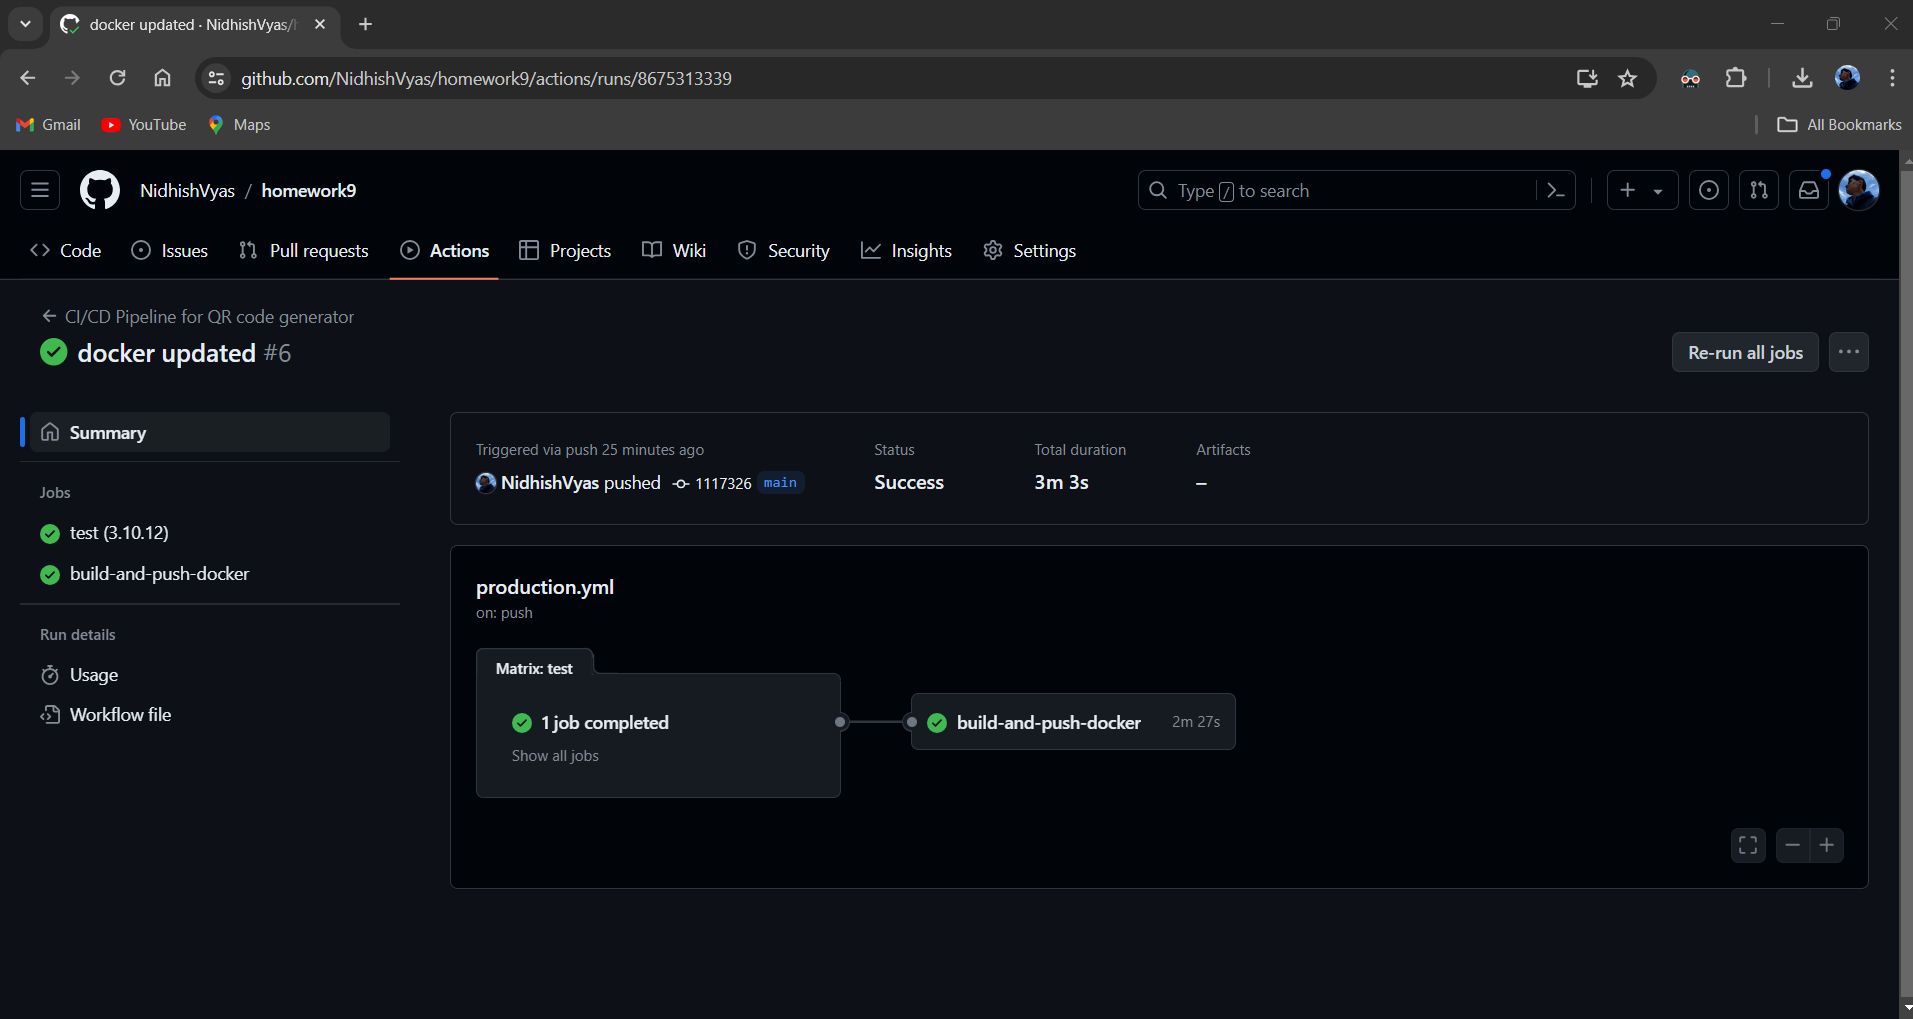 docker updated · NidhishVyas/
github.com/NidhishVyas/homework9/actions/runs/8675313339
Gmail YouTube Maps All Bookmarks
NidhishVyas / homework9 Type / to search
Code Issues Pull requests Actions Projects Wiki Security Insights Settings
CI/CD Pipeline for QR code generator
docker updated #6 Re-run all jobs
Summary
Jobs
test (3.10.12)
build-and-push-docker
Run details
Usage
Workflow file
Triggered via push 25 minutes ago
NidhishVyas pushed 1117326 main
Status
Success
Total duration
3m 3s
Artifacts
–
production.yml
on: push
Matrix: test
1 job completed
Show all jobs
build-and-push-docker 2m 27s